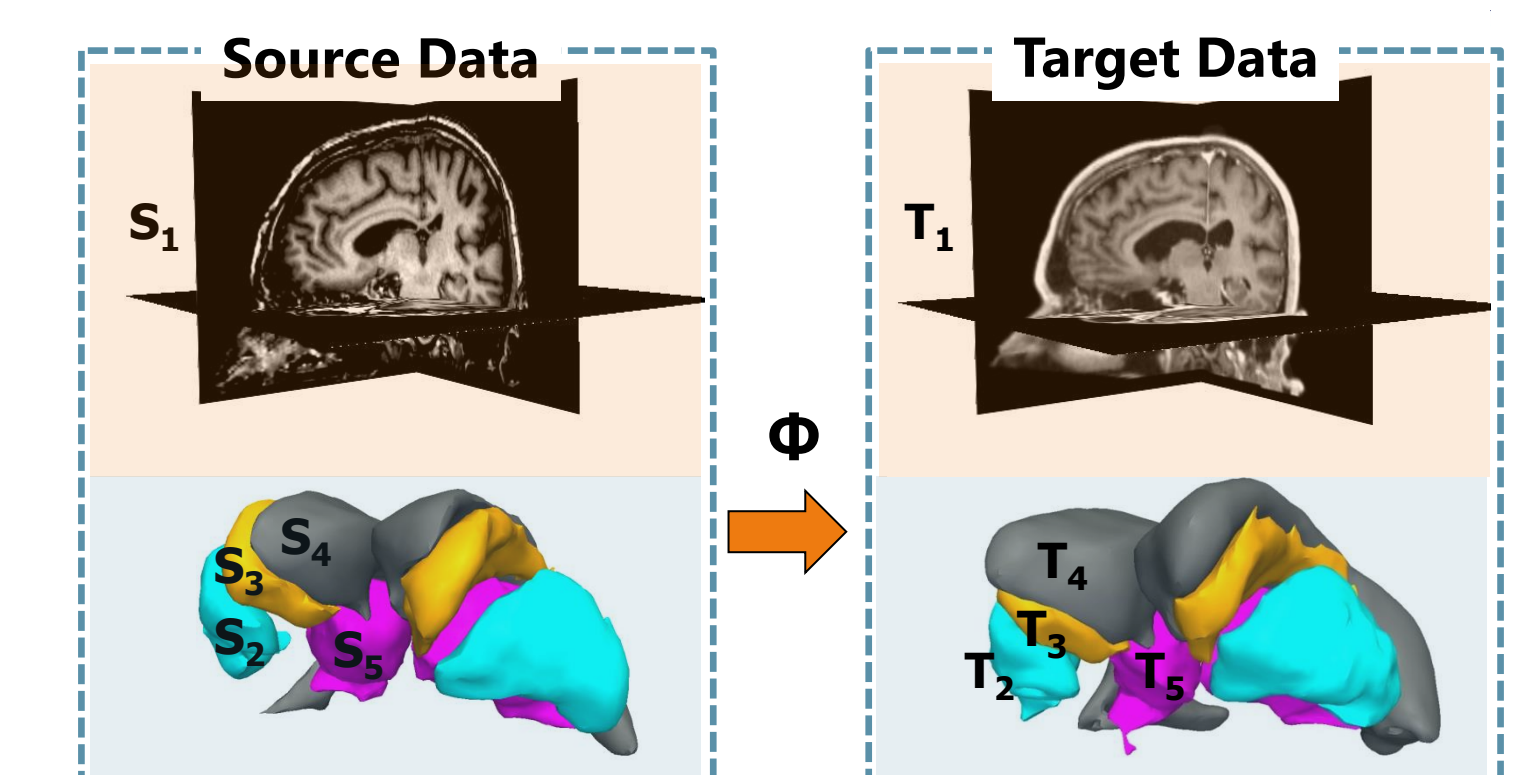 Source Data
S1
S4
S3
S2
S5
Φ
Target Data
T1
T4
T3
T2
T5